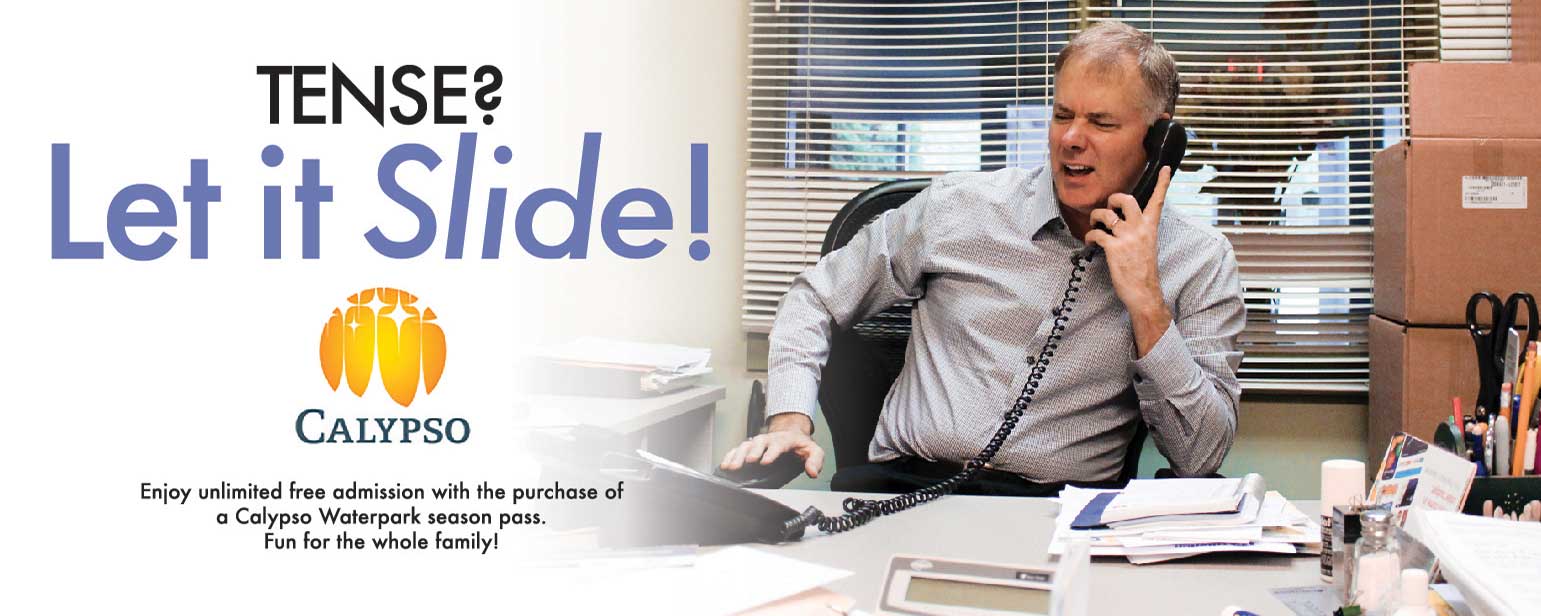 TENSE?
Let it Slide!
CALYPSO
Enjoy unlimited free admission with the purchase of
a Calypso Waterpark season pass.
Fun for the whole family!